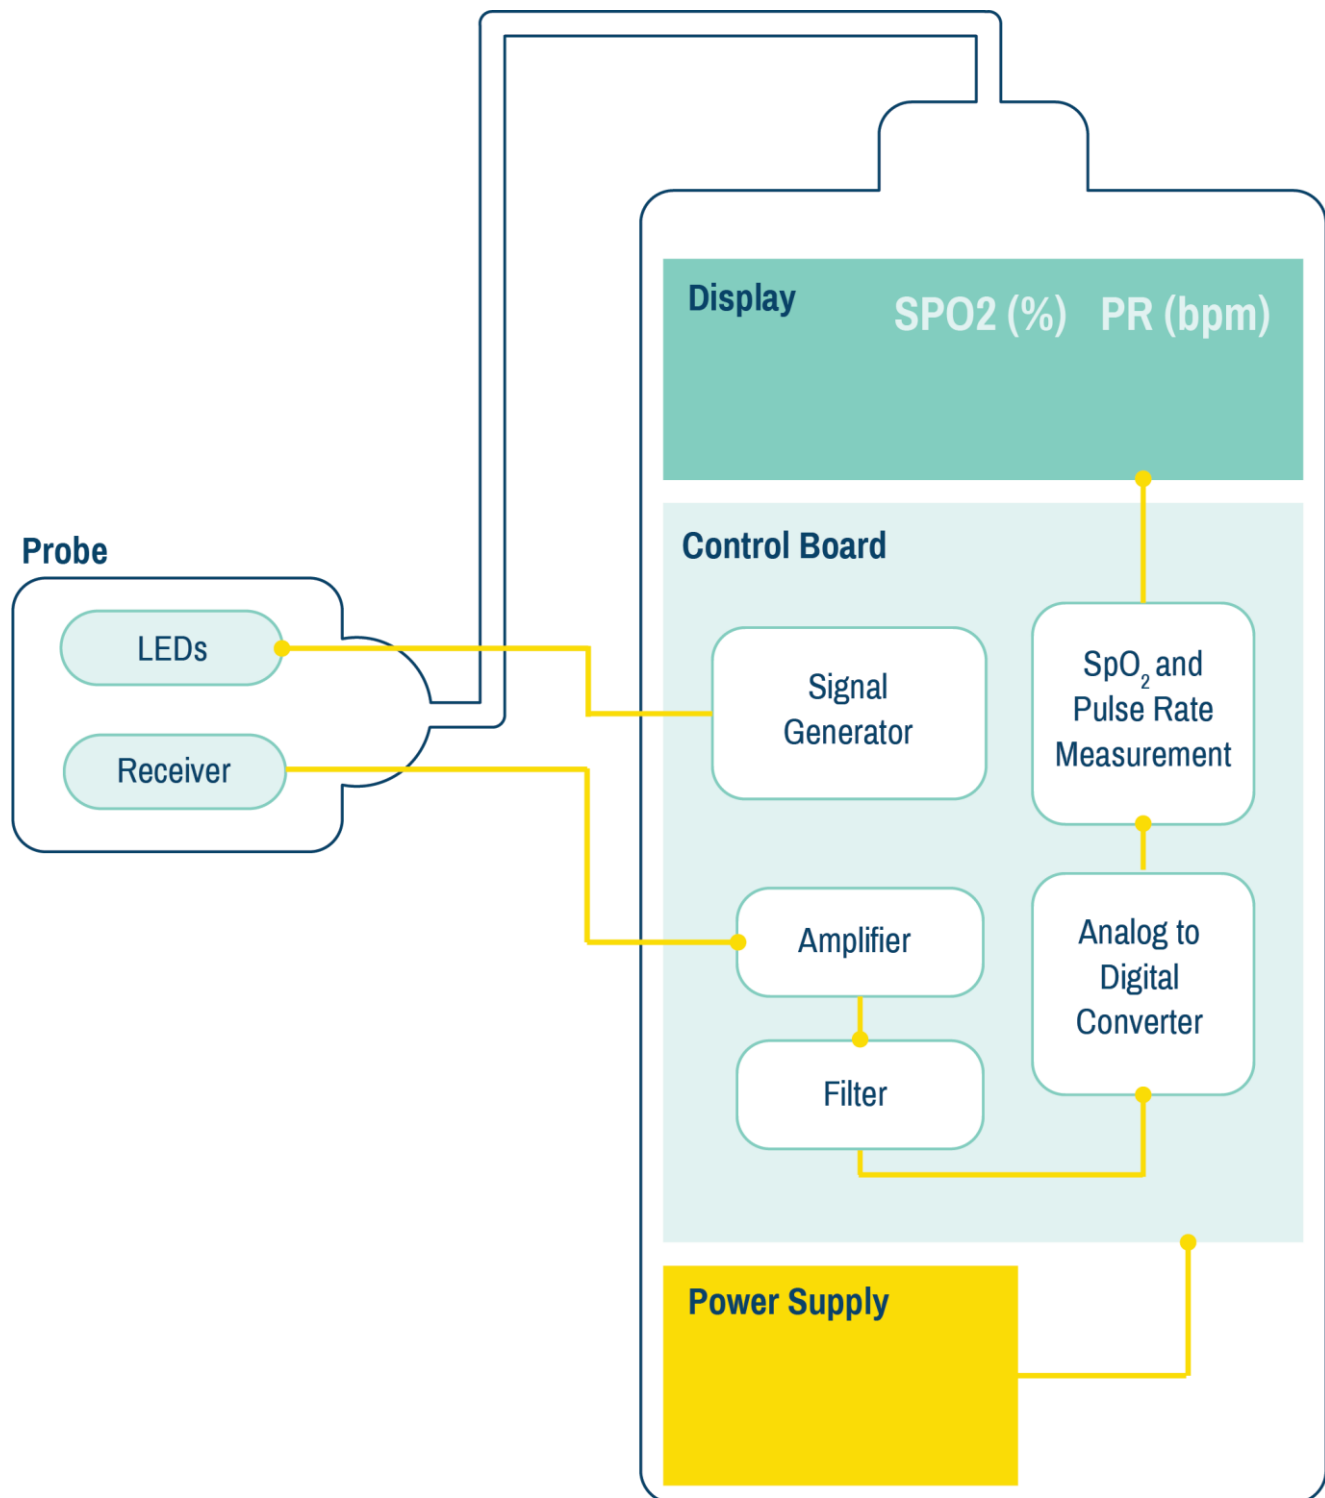 Display
SPO2 (%) PR (bpm)
Probe
LEDs
Receiver
Control Board
Signal
Generator
SpO₂ and
Pulse Rate
Measurement
Amplifier
Filter
Analog to
Digital
Converter
Power Supply